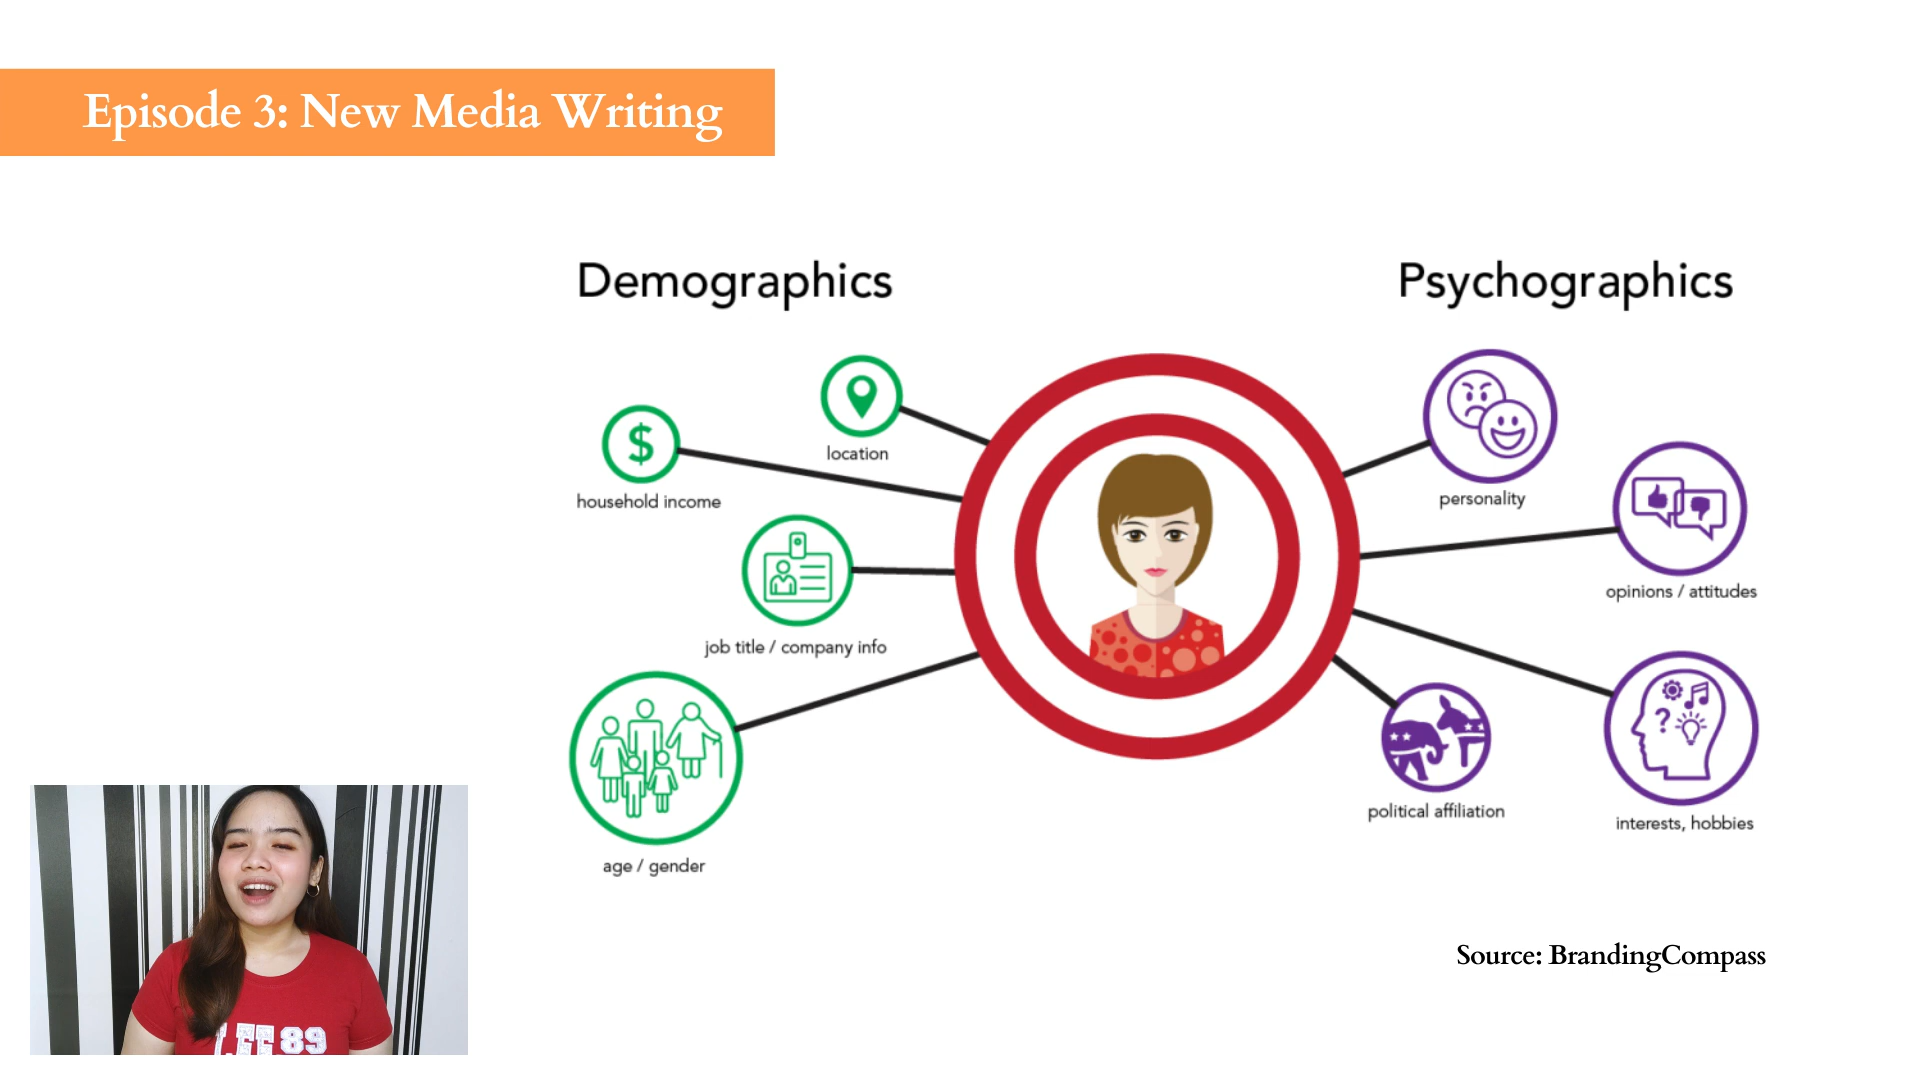 Episode 3: New Media Writing
Demographics
Psychographics
location
household income
job title / company info
age / gender
personality
opinions / attitudes
political affiliation
interests, hobbies
$
?
89
Source: BrandingCompass